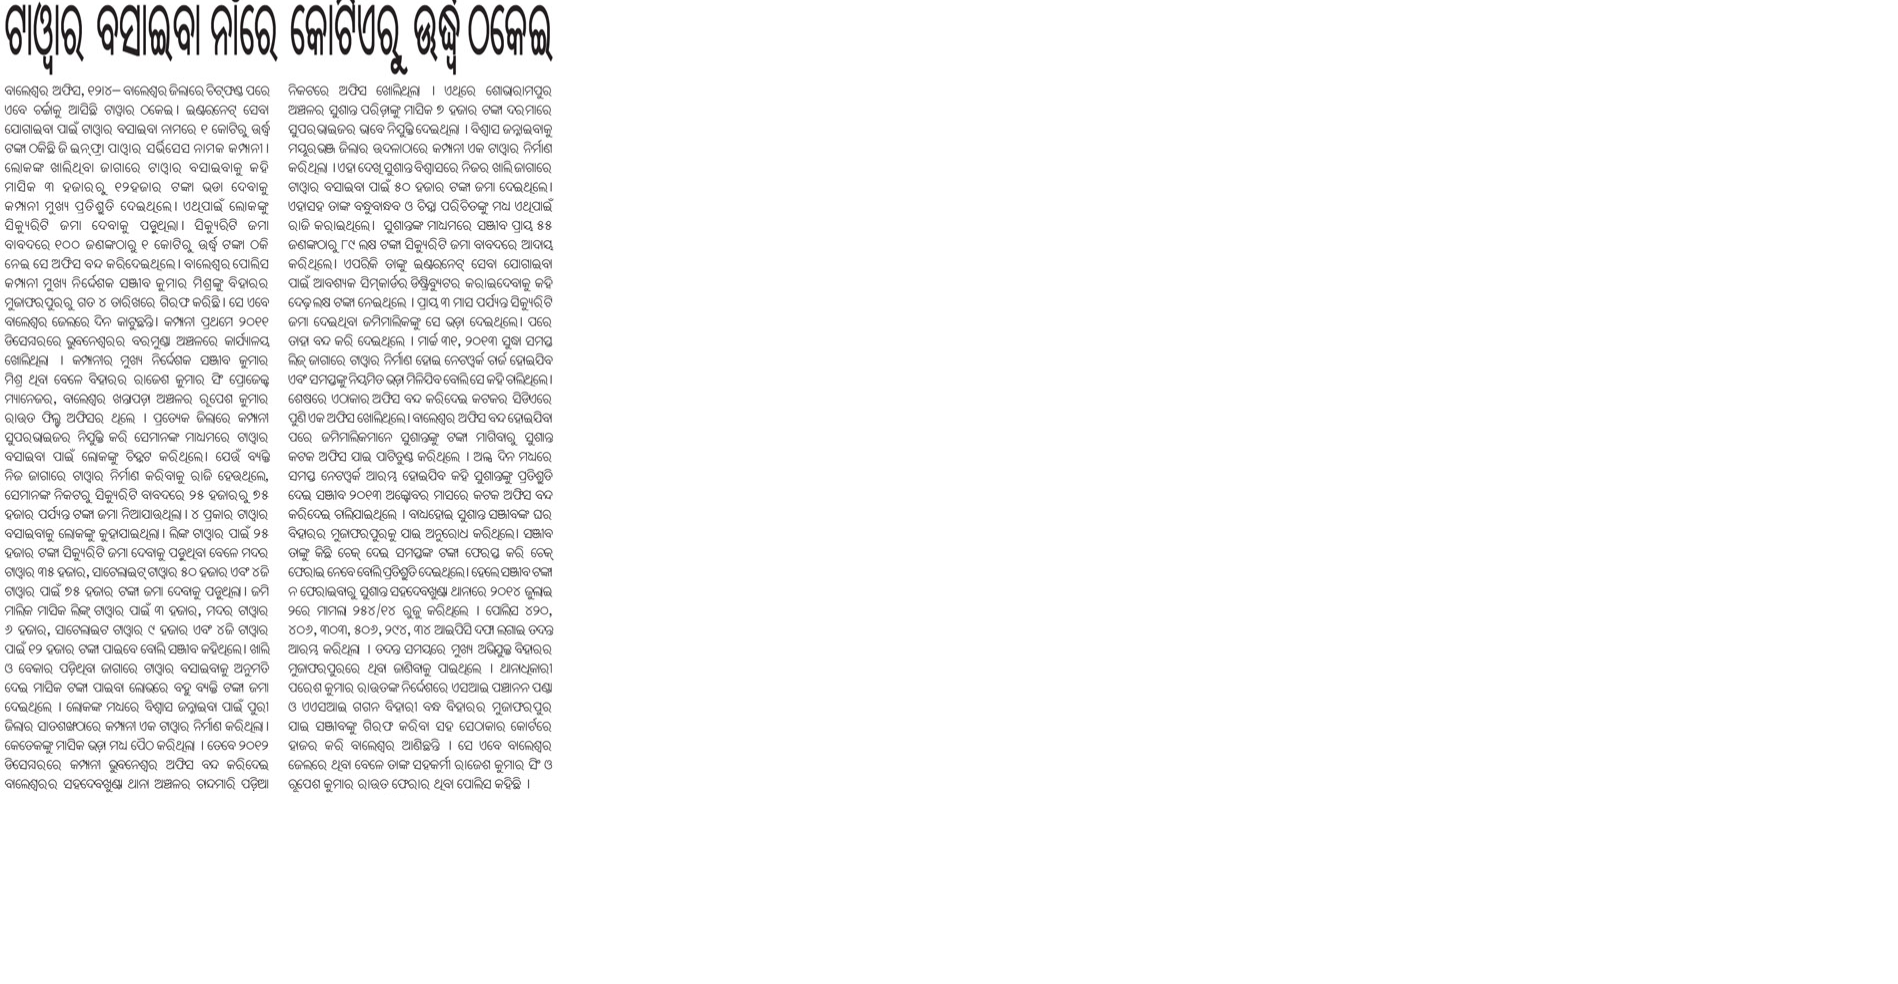 ଟାୱାର ବସାଇବା ନାଁରେ କୋଟିଏରୁ ଊର୍ଦ୍ଧ୍ୱ ଠକେଇ
ବାଲେଶ୍ୱର ଅଫିସ, ୧୨ା୪– ବାଲେଶ୍ୱର ଜିଲାରେ ଚିଟ୍‌ଫଣ୍ଡ ପରେ
ଏବେ ଚର୍ଚ୍ଚାକୁ ଆସିଛି ଟାୱାର ଠକେଇ। ଇଣ୍ଟରନେଟ୍ ସେବା
ଯୋଗାଇବା ପାଇଁ ଟାୱାର ବସାଇବା ନାମରେ ୧ କୋଟିରୁ ଊର୍ଦ୍ଧ୍ୱ
ଟଙ୍କା ଠକିଛି ଜି ଇନ୍‌ଫ୍ରା ପାୱାର ସର୍ଭିସେସ ନାମକ କମ୍ପାନୀ।
ଲୋକଙ୍କ ଖାଲିଥିବା ଜାଗାରେ ଟାୱାର ବସାଇବାକୁ କହି
ମାସିକ ୩ ହଜାରରୁ ୧୨ହଜାର ଟଙ୍କା ଭଡା ଦେବାକୁ
କମ୍ପାନୀ ମୁଖ୍ୟ ପ୍ରତିଶ୍ରୁତି ଦେଇଥିଲେ। ଏଥିପାଇଁ ଲୋକଙ୍କୁ
ସିକ୍ୟୁରିଟି ଜମା ଦେବାକୁ ପଡୁଥିଲା। ସିକ୍ୟୁରିଟି ଜମା
ବାବଦରେ ୧୦୦ ଜଣଙ୍କଠାରୁ ୧ କୋଟିରୁ ଊର୍ଦ୍ଧ୍ୱ ଟଙ୍କା ଠକି
ନେଇ ସେ ଅଫିସ ବନ୍ଦ କରିଦେଇଥିଲେ। ବାଲେଶ୍ୱର ପୋଲିସ
କମ୍ପାନୀ ମୁଖ୍ୟ ନିର୍ଦ୍ଦେଶକ ସଞ୍ଜୀବ କୁମାର ମିଶ୍ରଙ୍କୁ ବିହାରର
ମୁଜାଫରପୁରରୁ ଗତ ୪ ତାରିଖରେ ଗିରଫ କରିଛି। ସେ ଏବେ
ବାଲେଶ୍ୱର ଜେଲରେ ଦିନ କାଟୁଛନ୍ତି। କମ୍ପାନୀ ପ୍ରଥମେ ୨୦୧୧
ଡିସେମ୍ବରରେ ଭୁବନେଶ୍ୱରର ବରମୁଣ୍ଡା ଅଞ୍ଚଳରେ କାର୍ଯ୍ୟାଳୟ
ଖୋଲିଥିଲା । କମ୍ପାନୀର ମୁଖ୍ୟ ନିର୍ଦ୍ଦେଶକ ସଞ୍ଜୀବ କୁମାର
ମିଶ୍ର ଥିବା ବେଳେ ବିହାରର ରାଜେଶ କୁମାର ସିଂ ପ୍ରୋଜେକ୍ଟ
ମ୍ୟାନେଜର, ବାଲେଶ୍ୱର ଖନ୍ତାପଡ଼ା ଅଞ୍ଚଳର ରୂପେଶ କୁମାର
ରାଉତ ଫିଲ୍ଡ ଅଫିସର ଥିଲେ । ପ୍ରତ୍ୟେକ ଜିଲାରେ କମ୍ପାନୀ
ସୁପରଭାଇଜର ନିଯୁକ୍ତି କରି ସେମାନଙ୍କ ମାଧ୍ୟମରେ ଟାୱାର
ବସାଇବା ପାଇଁ ଲୋକଙ୍କୁ ଚିହ୍ନଟ କରିଥିଲେ। ଯେଉଁ ବ୍ୟକ୍ତି
ନିଜ ଜାଗାରେ ଟାୱାର ନିର୍ମାଣ କରିବାକୁ ରାଜି ହେଉଥିଲେ,
ସେମାନଙ୍କ ନିକଟରୁ ସିକ୍ୟୁରିଟି ବାବଦରେ ୨୫ ହଜାରରୁ ୭୫
ହଜାର ପର୍ଯ୍ୟନ୍ତ ଟଙ୍କା ଜମା ନିଆଯାଉଥିଲା। ୪ ପ୍ରକାର ଟାୱାର
ବସାଇବାକୁ ଲୋକଙ୍କୁ କୁହାଯାଇଥିଲା। ଲିଙ୍କ ଟାୱାର ପାଇଁ ୨୫
ହଜାର ଟଙ୍କା ସିକ୍ୟୁରିଟି ଜମା ଦେବାକୁ ପଡୁଥିବା ବେଳେ ମଦର
ଟାୱାର ୩୫ ହଜାର, ସାଟେଲାଇଟ୍ ଟାୱାର ୫୦ ହଜାର ଏବଂ ୪ଜି
ଟାୱାର ପାଇଁ ୭୫ ହଜାର ଟଙ୍କା ଜମା ଦେବାକୁ ପଡୁଥିଲା। ଜମି
ମାଲିକ ମାସିକ ଲିଙ୍କ୍ ଟାୱାର ପାଇଁ ୩ ହଜାର, ମଦର ଟାୱାର
୬ ହଜାର, ସାଟେଲାଇଟ ଟାୱାର ୯ ହଜାର ଏବଂ ୪ଜି ଟାୱାର
ପାଇଁ ୧୨ ହଜାର ଟଙ୍କା ପାଇବେ ବୋଲି ସଞ୍ଜୀବ କହିଥିଲେ। ଖାଲି
ଓ ବେକାର ପଡ଼ିଥିବା ଜାଗାରେ ଟାୱାର ବସାଇବାକୁ ଅନୁମତି
ଦେଇ ମାସିକ ଟଙ୍କା ପାଇବା ଲୋଭରେ ବହୁ ବ୍ୟକ୍ତି ଟଙ୍କା ଜମା
ଦେଇଥିଲେ । ଲୋକଙ୍କ ମଧ୍ୟରେ ବିଶ୍ୱାସ ଜନ୍ମାଇବା ପାଇଁ ପୁରୀ
ଜିଲାର ସାତଶଙ୍ଖଠାରେ କମ୍ପାନୀ ଏକ ଟାୱାର ନିର୍ମାଣ କରିଥିଲା।
କେତେକଙ୍କୁ ମାସିକ ଭଡ଼ା ମଧ୍ୟ ପୈଠ କରିଥିଲା । ତେବେ ୨୦୧୨
ଡିସେମ୍ବରରେ କମ୍ପାନୀ ଭୁବନେଶ୍ୱର ଅଫିସ ବନ୍ଦ କରିଦେଇ
ବାଲେଶ୍ୱରର ସହଦେବଖୁଣ୍ଟା ଥାନା ଅଞ୍ଚଳର ଚାନ୍ଦମାରି ପଡ଼ିଆ
ନିକଟରେ ଅଫିସ ଖୋଲିଥିଲା । ଏଥିରେ ଶୋଭାରାମପୁର
ଅଞ୍ଚଳର ସୁଶାନ୍ତ ପରିଡ଼ାଙ୍କୁ ମାସିକ ୭ ହଜାର ଟଙ୍କା ଦରମାରେ
ସୁପରଭାଇଜର ଭାବେ ନିଯୁକ୍ତି ଦେଇଥିଲା । ବିଶ୍ୱାସ ଜନ୍ମାଇବାକୁ
ମୟୂରଭଞ୍ଜ ଜିଲାର ଉଦଳାଠାରେ କମ୍ପାନୀ ଏକ ଟାୱାର ନିର୍ମାଣ
କରିଥିଲା । ଏହା ଦେଖି ସୁଶାନ୍ତ ବିଶ୍ୱାସରେ ନିଜର ଖାଲି ଜାଗାରେ
ଟାୱାର ବସାଇବା ପାଇଁ ୫୦ ହଜାର ଟଙ୍କା ଜମା ଦେଇଥିଲେ।
ଏହାସହ ତାଙ୍କ ବନ୍ଧୁବାନ୍ଧବ ଓ ଚିହ୍ନା ପରିଚିତଙ୍କୁ ମଧ୍ୟ ଏଥିପାଇଁ
ରାଜି କରାଇଥିଲେ। ସୁଶାନ୍ତଙ୍କ ମାଧ୍ୟମରେ ସଞ୍ଜୀବ ପ୍ରାୟ ୫୫
ଜଣଙ୍କଠାରୁ ୮୯ ଲକ୍ଷ ଟଙ୍କା ସିକ୍ୟୁରିଟି ଜମା ବାବଦରେ ଆଦାୟ
କରିଥିଲେ। ଏପରିକି ତାଙ୍କୁ ଇଣ୍ଟରନେଟ୍ ସେବା ଯୋଗାଇବା
ପାଇଁ ଆବଶ୍ୟକ ସିମ୍‌କାର୍ଡର ଡିଷ୍ଟ୍ରିବ୍ୟୁଟର କରାଇଦେବାକୁ କହି
ଦେଢ଼ ଲକ୍ଷ ଟଙ୍କା ନେଇଥିଲେ । ପ୍ରାୟ ୩ ମାସ ପର୍ଯ୍ୟନ୍ତ ସିକ୍ୟୁରିଟି
ଜମା ଦେଇଥିବା ଜମିମାଲିକଙ୍କୁ ସେ ଭଡ଼ା ଦେଇଥିଲେ। ପରେ
ତାହା ବନ୍ଦ କରି ଦେଇଥିଲେ । ମାର୍ଚ୍ଚ ୩୧, ୨୦୧୩ ସୁଦ୍ଧା ସମସ୍ତ
ଲିଜ୍ ଜାଗାରେ ଟାୱାର ନିର୍ମାଣ ହୋଇ ନେଟୱର୍କ ଚାର୍ଜ ହୋଇଯିବ
ଏବଂ ସମସ୍ତଙ୍କୁ ନିୟମିତ ଭଡ଼ା ମିଳିଯିବ ବୋଲି ସେ କହି ଚାଲିଥିଲେ।
ଶେଷରେ ଏଠାକାର ଅଫିସ ବନ୍ଦ କରିଦେଇ କଟକର ସିଡିଏରେ
ପୁଣି ଏକ ଅଫିସ ଖୋଲିଥିଲେ। ବାଲେଶ୍ୱର ଅଫିସ ବନ୍ଦ ହୋଇଯିବା
ପରେ ଜମିମାଲିକମାନେ ସୁଶାନ୍ତଙ୍କୁ ଟଙ୍କା ମାଗିବାରୁ ସୁଶାନ୍ତ
କଟକ ଅଫିସ ଯାଇ ପାଟିତୁଣ୍ଡ କରିଥିଲେ । ଅଳ୍ପ ଦିନ ମଧ୍ୟରେ
ସମସ୍ତ ନେଟୱର୍କ ଆରମ୍ଭ ହୋଇଯିବ କହି ସୁଶାନ୍ତଙ୍କୁ ପ୍ରତିଶ୍ରୁତି
ଦେଇ ସଞ୍ଜୀବ ୨୦୧୩ ଅକ୍ଟୋବର ମାସରେ କଟକ ଅଫିସ ବନ୍ଦ
କରିଦେଇ ଚାଲିଯାଇଥିଲେ । ବାଧ୍ୟହୋଇ ସୁଶାନ୍ତ ସଞ୍ଜୀବଙ୍କ ଘର
ବିହାରର ମୁଜାଫରପୁରକୁ ଯାଇ ଅନୁରୋଧ କରିଥିଲେ। ସଞ୍ଜୀବ
ତାଙ୍କୁ କିଛି ଚେକ୍ ଦେଇ ସମସ୍ତଙ୍କ ଟଙ୍କା ଫେରସ୍ତ କରି ଚେକ୍
ଫେରାଇ ନେବେ ବୋଲି ପ୍ରତିଶ୍ରୁତି ଦେଇଥିଲେ। ହେଲେ ସଞ୍ଜୀବ ଟଙ୍କା
ନ ଫେରାଇବାରୁ ସୁଶାନ୍ତ ସହଦେବଖୁଣ୍ଟା ଥାନାରେ ୨୦୧୪ ଜୁଲାଇ
୨ରେ ମାମଲା ୨୫୪/୧୪ ରୁଜୁ କରିଥିଲେ । ପୋଲିସ ୪୨୦,
୪୦୬, ୩୦୩, ୫୦୬, ୨୯୪, ୩୪ ଆଇପିସି ଦଫା ଲଗାଇ ତଦନ୍ତ
ଆରମ୍ଭ କରିଥିଲା । ତଦନ୍ତ ସମୟରେ ମୁଖ୍ୟ ଅଭିଯୁକ୍ତ ବିହାରର
ମୁଜାଫରପୁରରେ ଥିବା ଜାଣିବାକୁ ପାଇଥିଲେ । ଥାନାଧିକାରୀ
ପରେଶ କୁମାର ରାଉତଙ୍କ ନିର୍ଦ୍ଦେଶରେ ଏସଆଇ ପଞ୍ଚାନନ ପଣ୍ଡା
ଓ ଏଏସଆଇ ଗଗନ ବିହାରୀ ବନ୍ଧ ବିହାରର ମୁଜାଫରପୁର
ଯାଇ ସଞ୍ଜୀବଙ୍କୁ ଗିରଫ କରିବା ସହ ସେଠାକାର କୋର୍ଟରେ
ହାଜର କରି ବାଲେଶ୍ୱର ଆଣିଛନ୍ତି । ସେ ଏବେ ବାଲେଶ୍ୱର
ଜେଲରେ ଥିବା ବେଳେ ତାଙ୍କ ସହକର୍ମୀ ରାଜେଶ କୁମାର ସିଂ ଓ
ରୂପେଶ କୁମାର ରାଉତ ଫେରାର ଥିବା ପୋଲିସ କହିଛି ।